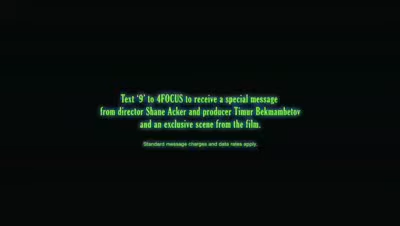 Text '9' to 4FOCUS to receive a special message
from director Shane Acker and producer Timur Bekmambetov
and an exclusive scene from the film.
Standard message charges and data rates apply.